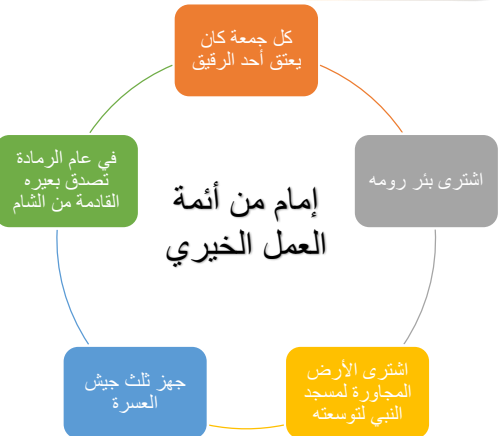 كل جمعة كان
يعتق أحد الرقيق
اشترى بئر رومه
اشترى الأرض
المجاورة لمسجد
النبي لتوسعته
جهز ثلث جيش
العسرة
في عام الرمادة
تصدق بعيره
القادمة من الشام
إمام من أئمة
العمل الخيري